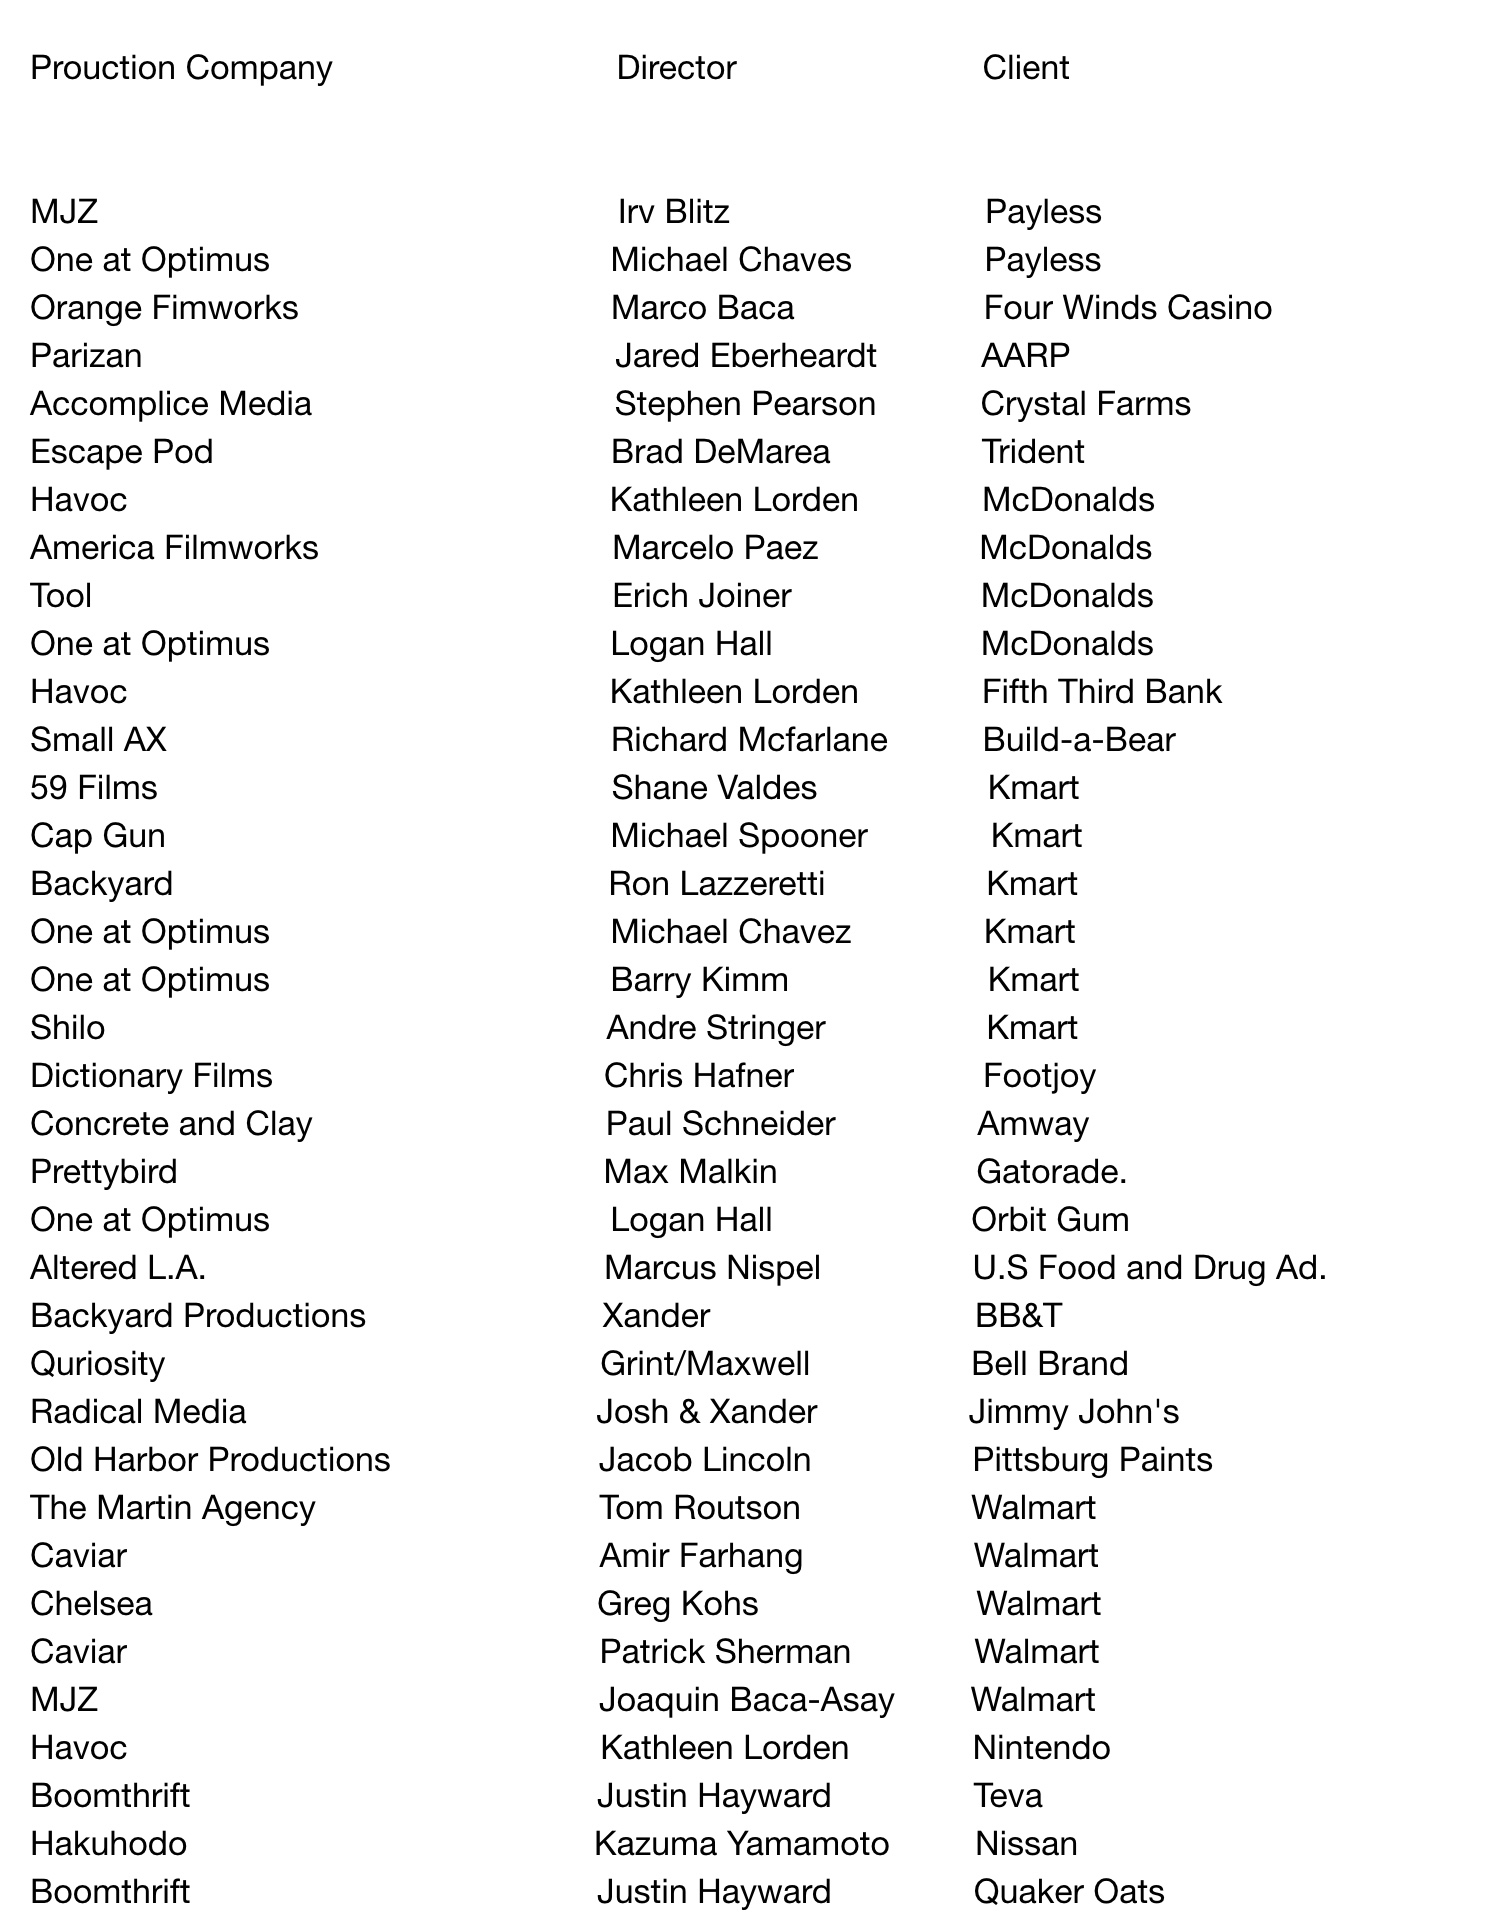 Prouction Company Director Client
MJZ Irv Blitz Payless
One at Optimus Michael Chaves Payless
Orange Fimworks Marco Baca Four Winds Casino
Parizan Jared Eberheardt AARP
Accomplice Media Stephen Pearson Crystal Farms
Escape Pod Brad DeMarea Trident
Havoc Kathleen Lorden McDonalds
America Filmworks Marcelo Paez McDonalds
Tool Erich Joiner McDonalds
One at Optimus Logan Hall McDonalds
Havoc Kathleen Lorden Fifth Third Bank
Small AX Richard Mcfarlane Build-a-Bear
59 Films Shane Valdes Kmart
Cap Gun Michael Spooner Kmart
Backyard Ron Lazzeretti Kmart
One at Optimus Michael Chavez Kmart
One at Optimus Barry Kimm Kmart
Shilo Andre Stringer Kmart
Dictionary Films Chris Hafner Footjoy
Concrete and Clay Paul Schneider Amway
Prettybird Max Malkin Gatorade.
One at Optimus Logan Hall Orbit Gum
Altered L.A. Marcus Nispel U.S Food and Drug Ad.
Backyard Productions Xander BB&T
Quriosity Grint/Maxwell Bell Brand
Radical Media Josh & Xander Jimmy John's
Old Harbor Productions Jacob Lincoln Pittsburg Paints
The Martin Agency Tom Routson Walmart
Caviar Amir Farhang Walmart
Chelsea Greg Kohs Walmart
Caviar Patrick Sherman Walmart
MJZ Joaquin Baca-Asay Walmart
Havoc Kathleen Lorden Nintendo
Boomthrift Justin Hayward Teva
Hakuhodo Kazuma Yamamoto Nissan
Boomthrift Justin Hayward Quaker Oats